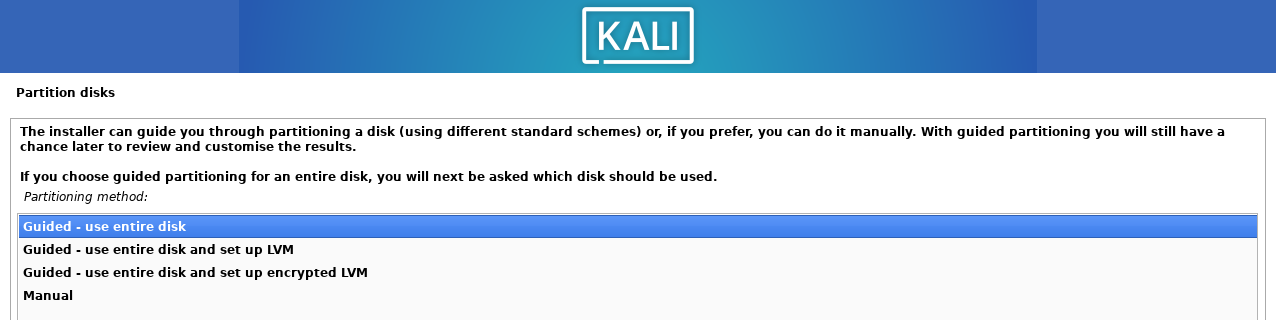 KALI
Partition disks
The installer can guide you through partitioning a disk (using different standard schemes) or, if you prefer, you can do it manually. With guided partitioning you will still have a
chance later to review and customise the results.
If you choose guided partitioning for an entire disk, you will next be asked which disk should be used.
Partitioning method:
Guided - use entire disk
Guided - use entire disk and set up LVM
Guided - use entire disk and set up encrypted LVM
Manual